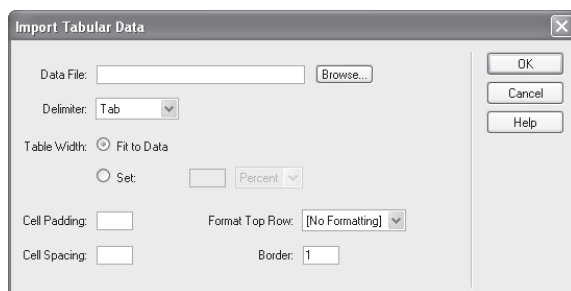 Import Tabular Data
Data File: Browse... OK
Delimiter: Tab Cancel
Table Width: Fit to Data Help
Set: Percent
Cell Padding: Format Top Row: [No Formatting]
Cell Spacing: Border: 1